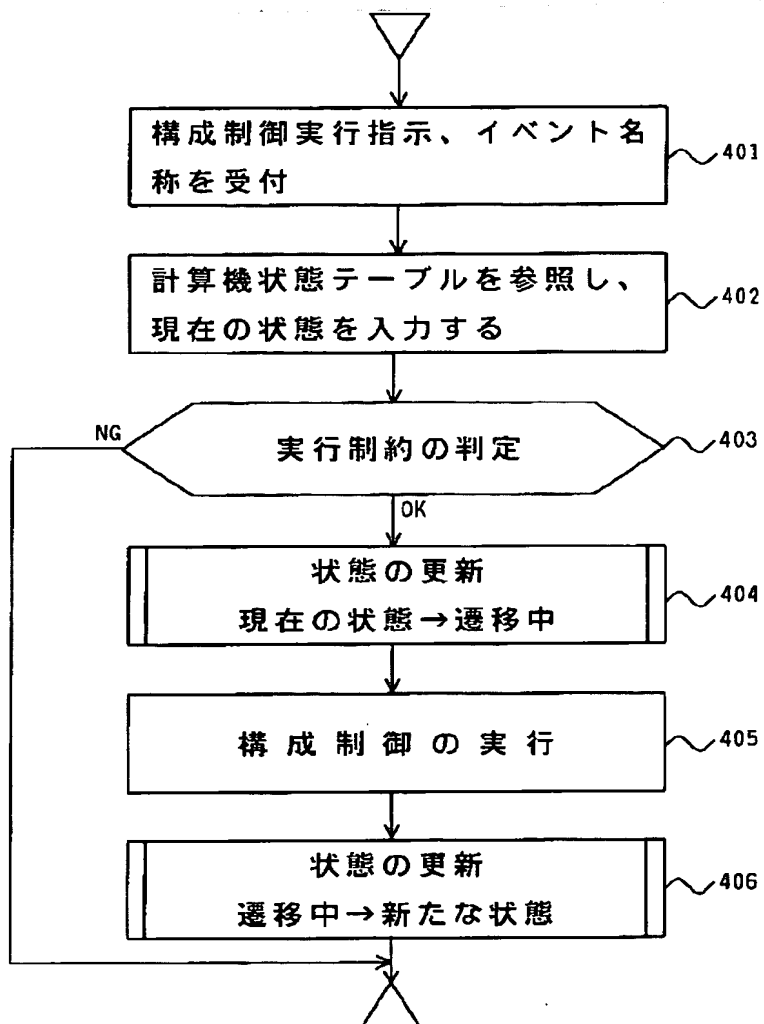 構成制御実行指示、イベント名
称を受付
401
計算機状態テーブルを参照し、
現在の状態を入力する
402
NG
実行制約の判定
403
OK
状態の更新
現在の状態→遷移中
404
構成制御の実行
405
状態の更新
遷移中→新たな状態
406